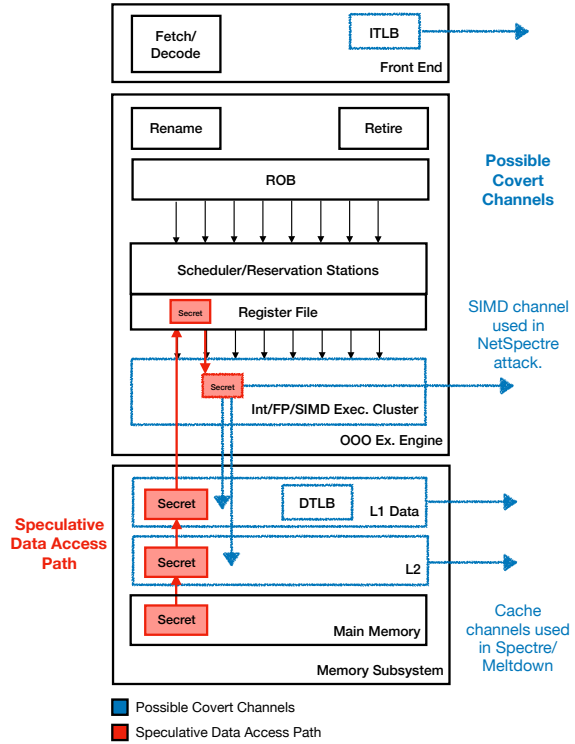 Fetch/
Decode
ITLB
Front End
Rename
Retire
ROB
Possible
Covert
Channels
Scheduler/Reservation Stations
Secret
Register File
SIMD channel
used in
NetSpectre
attack.
Secret
Int/FP/SIMD Exec. Cluster
OOO Ex. Engine
Speculative
Data Access
Path
Secret
DTLB
L1 Data
Secret
L2
Secret
Main Memory
Memory Subsystem
Cache
channels used
in Spectre/
Meltdown
Possible Covert Channels
Speculative Data Access Path